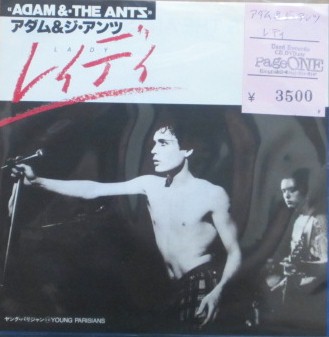 "ADAM & THE ANTS"
アダム&ジ・アンツ
LADY
レイディ
アダム&ジ・アンツ
レディ
Used Records
PageONE
¥ 3500
ヤング・パリジャン YOUNG PARISIANS